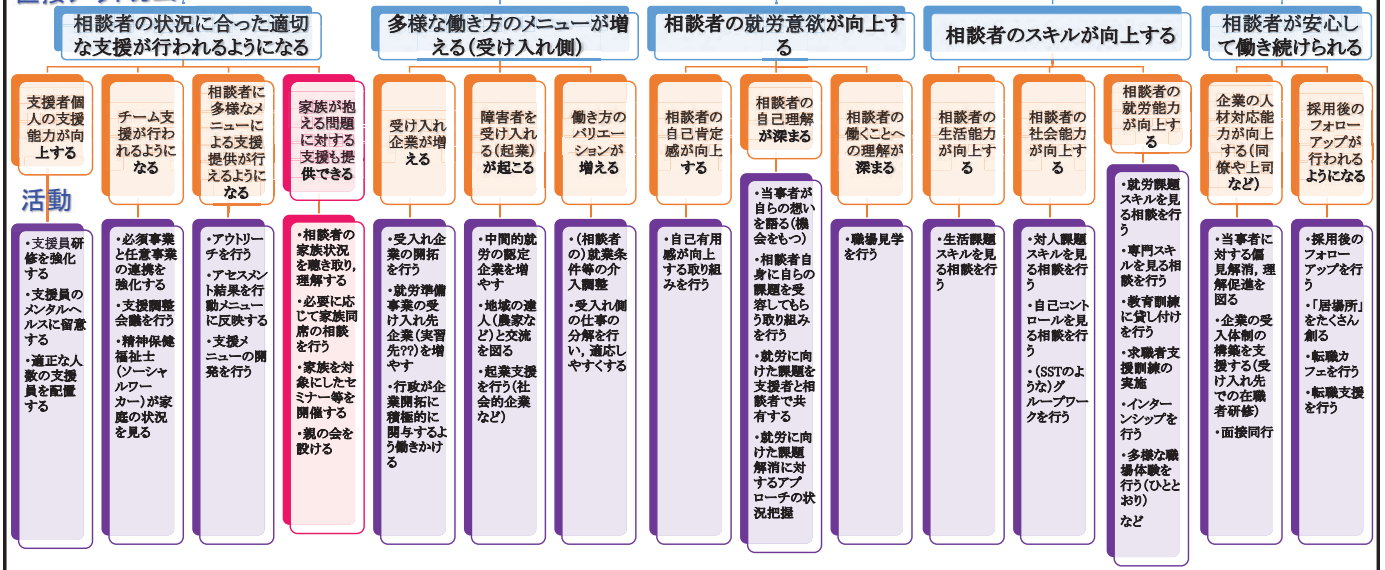 相談者の状況に合った適切
な支援が行われるようになる
多様な働き方のメニューが増
える(受け入れ側)
相談者の就労意欲が向上す
る
相談者のスキルが向上する
相談者が安心し
て働き続けられる
支援者個
人の支援
能力が向
上する
チーム支
援が行わ
れるように
なる
相談者に
多様なメ
ニューに
よる支援
提供が行
えるように
なる
家族が抱
える問題
に対する
支援も提
供できる
受け入れ
企業が増
える
障害者を
受け入れ
る(起業)
が起こる
働き方の
バリエー
ションが
増える
相談者の
自己肯定
感が向上
する
相談者の
自己理解
が深まる
相談者の
働くことへ
の理解が
深まる
相談者の
生活能力
が向上す
る
相談者の
社会能力
が向上す
る
相談者の
就労能力
が向上す
る
企業の人
材対応能
力が向上
する(同
僚や上司
など)
採用後の
フォロー
アップが
行われる
ようになる
活動
・支援員研
修を強化
する
・支援員の
メンタルヘ
ルスに留意
する
・適正な人
数の支援
員を配置
する
・必須事業
と任意事業
の連携を
強化する
・支援調整
会議を行う
・精神保健
福祉士
(ソーシャ
ルワー
カー)が家
庭の状況
を見る
・アウトリー
チを行う
・アセスメン
ト結果を行
動メニュー
に反映する
・支援メ
ニューの開
発を行う
・相談者の
家族状況
を聴き取り,
理解する
・必要に応
じて家族同
席の相談
を行う
・家族を対
象にしたセ
ミナー等を
開催する
・親の会を
設ける
・受入れ企
業の開拓
を行う
・就労準備
事業の受
け入れ先
企業(実習
先??)を増
やす
・行政が企
業開拓に
積極的に
関与するよ
う働きかけ
る
・中間的就
労の認定
企業を増
やす
・地域の達
人(農家な
ど)と交流
を図る
・起業支援
を行う(社
会的企業
など)
・(相談者
の)就業条
件等の介
入調整
・受入れ側
の仕事の
分解を行
い,適応し
やすくする
・自己有用
感が向上
する取り組
みを行う
・当事者が
自らの想い
を語る(機
会をもつ)
・相談者自
身に自らの
課題を受
容してもら
う取り組み
を行う
・就労に向
けた課題を
支援者と相
談者で共
有する
・就労に向
けた課題
解消に対
するアプ
ローチの状
況把握
・職場見学
を行う
・生活課題
スキルを見
る相談を行
う
・対人課題
スキルを見
る相談を行
う
・自己コント
ロールを見
る相談を行
う
・(SSTのよ
うな)グ
ループワー
クを行う
・就労課題
スキルを見
る相談を行
う
・専門スキ
ルを見る相
談を行う
・教育訓練
に貸し付け
を行う
・求職者支
援訓練の
実施
・インター
ンシップを
行う
・多様な職
場体験を
行う(ひとと
おり)
など
・当事者に
対する偏
見解消,理
解促進を
図る
・企業の受
入体制の
構築を支
援する(受
け入れ先
での在職
者研修)
・面接同行
・採用後の
フォロー
アップを行
う
・「居場所」
をたくさん
創る
・転職カ
フェを行う
・転職支援
を行う